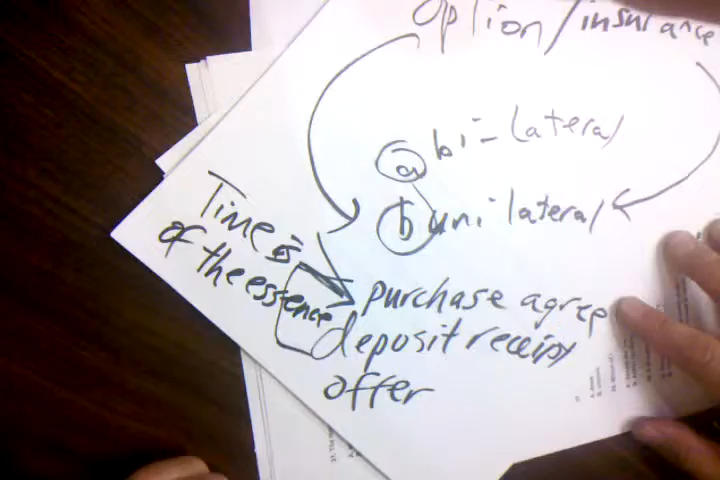 option/insurance
a bi-lateral
b unilateral
Time is
of the essence
purchase agree
deposit receipt
offer